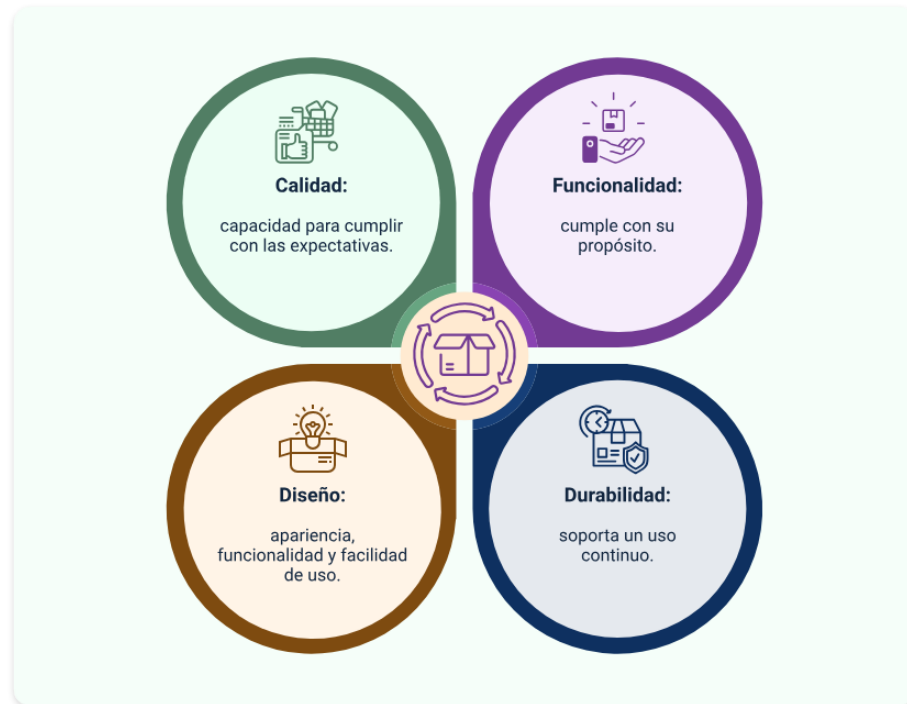 Calidad:
capacidad para cumplir
con las expectativas.
Funcionalidad:
cumple con su
propósito.
Diseño:
apariencia,
funcionalidad y facilidad
de uso.
Durabilidad:
soporta un uso
continuo.